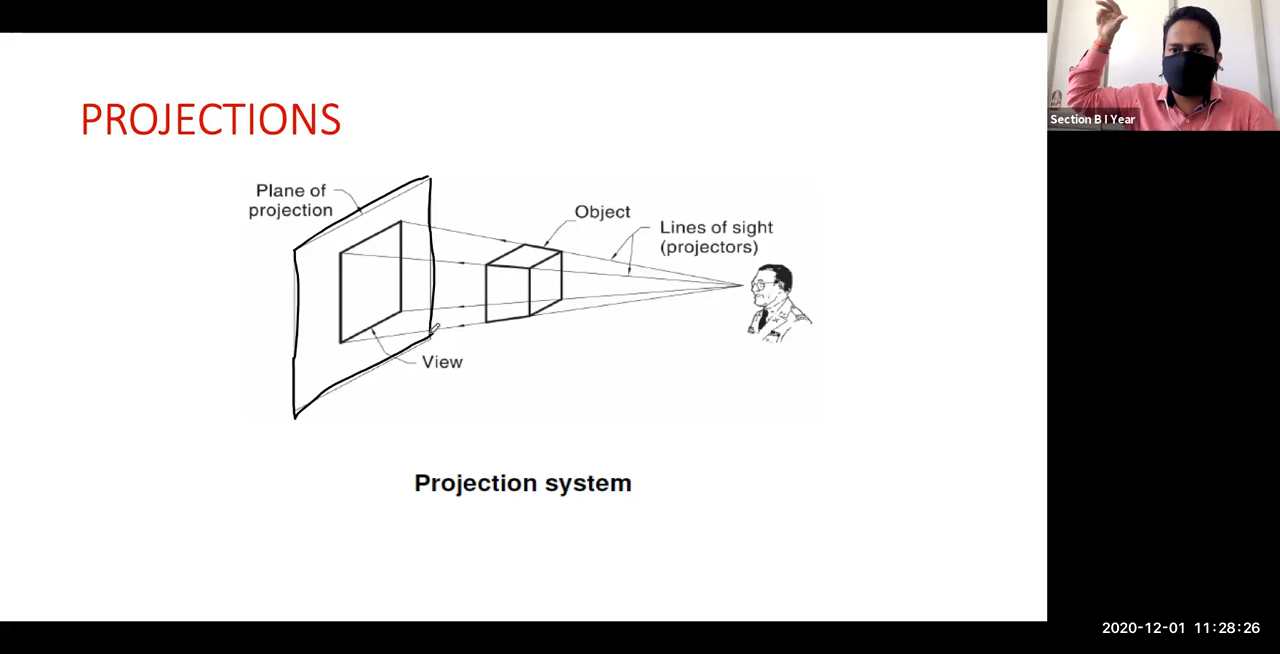 PROJECTIONS
Section B I Year
Plane of
projection
Object
Lines of sight
(projectors)
View
Projection system
2020-12-01 11:28:26